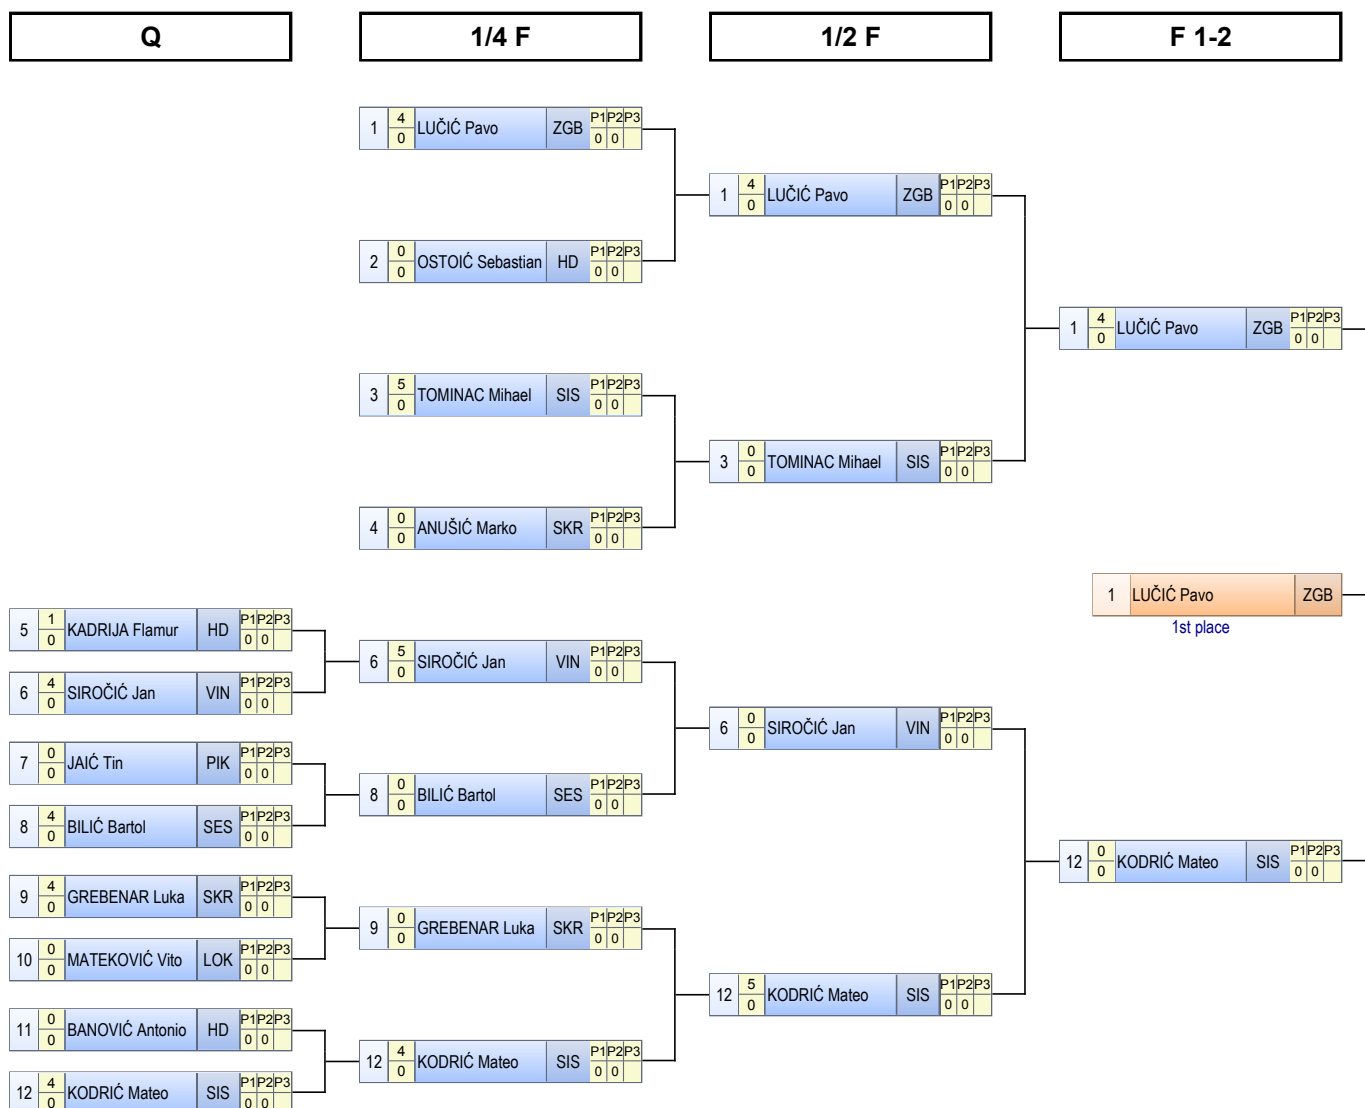 Q
1/4 F
1/2 F
F 1-2
1 4 0 LUČIĆ Pavo ZGB P1 P2 P3 0 0
2 0 0 OSTOIĆ Sebastian HD P1 P2 P3 0 0
3 5 0 TOMINAC Mihael SIS P1 P2 P3 0 0
4 0 0 ANUŠIĆ Marko SKR P1 P2 P3 0 0
1 4 0 LUČIĆ Pavo ZGB P1 P2 P3 0 0
3 0 0 TOMINAC Mihael SIS P1 P2 P3 0 0
1 4 0 LUČIĆ Pavo ZGB P1 P2 P3 0 0
1 LUČIĆ Pavo ZGB
1st place
5 1 0 KADRIJA Flamur HD P1 P2 P3 0 0
6 4 0 SIROČIĆ Jan VIN P1 P2 P3 0 0
7 0 0 JAIĆ Tin PIK P1 P2 P3 0 0
8 4 0 BILIĆ Bartol SES P1 P2 P3 0 0
9 4 0 GREBENAR Luka SKR P1 P2 P3 0 0
10 0 0 MATEKOVIĆ Vito LOK P1 P2 P3 0 0
11 0 0 BANOVIĆ Antonio HD P1 P2 P3 0 0
12 4 0 KODRIĆ Mateo SIS P1 P2 P3 0 0
6 5 0 SIROČIĆ Jan VIN P1 P2 P3 0 0
8 0 0 BILIĆ Bartol SES P1 P2 P3 0 0
9 0 0 GREBENAR Luka SKR P1 P2 P3 0 0
12 4 0 KODRIĆ Mateo SIS P1 P2 P3 0 0
6 0 0 SIROČIĆ Jan VIN P1 P2 P3 0 0
12 5 0 KODRIĆ Mateo SIS P1 P2 P3 0 0
12 0 0 KODRIĆ Mateo SIS P1 P2 P3 0 0